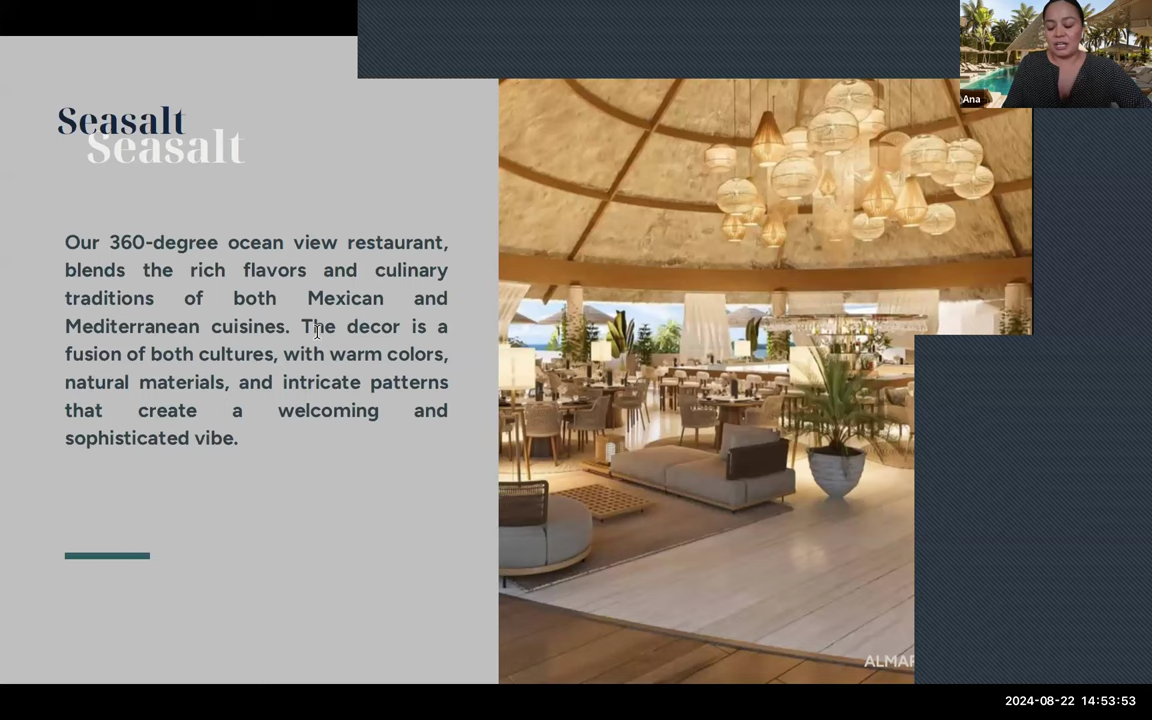 Seasalt
Seasalt
Our 360-degree ocean view restaurant,
blends the rich flavors and culinary
traditions of both Mexican and
Mediterranean cuisines. The decor is a
fusion of both cultures, with warm colors,
natural materials, and intricate patterns
that create a welcoming and
sophisticated vibe.
Ana
ALMAR
2024-08-22 14:53:53